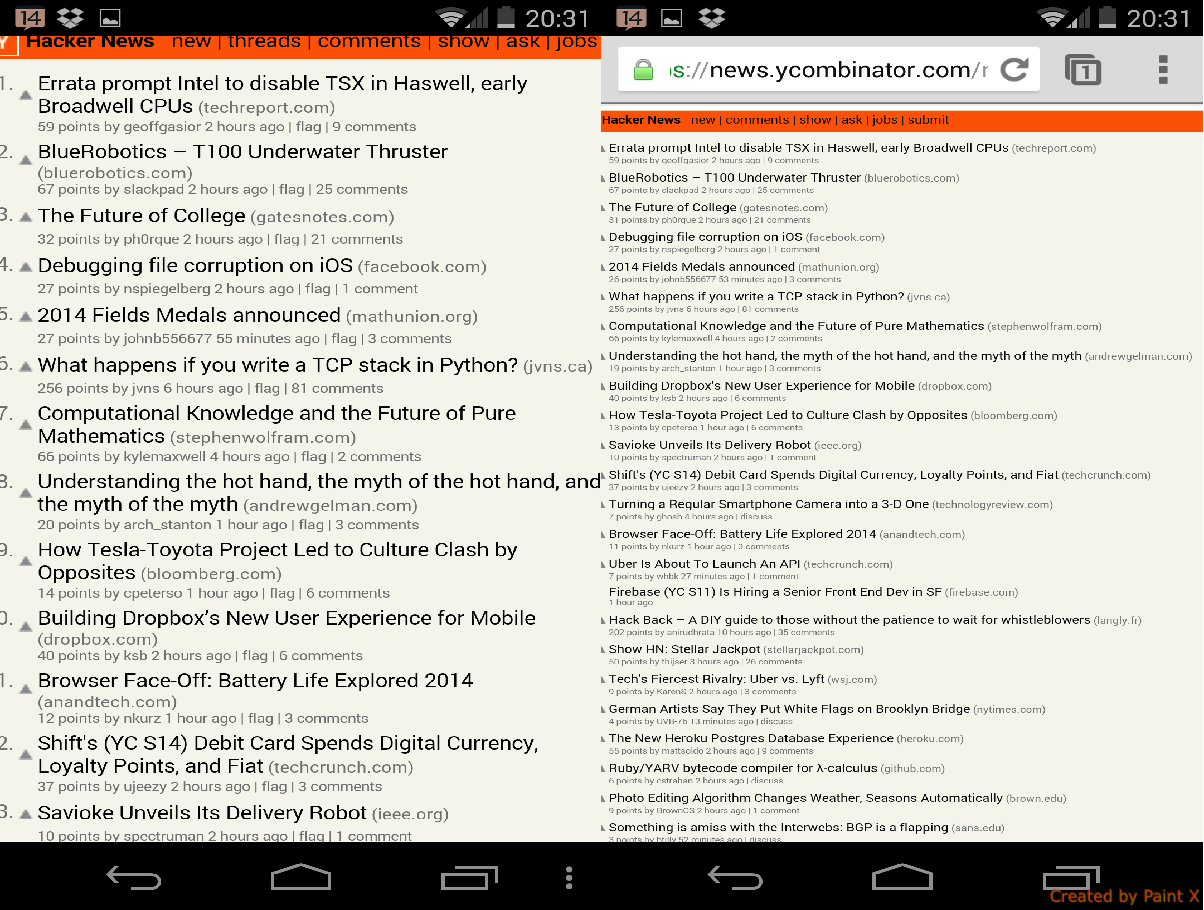 14
20:31
Y Hacker News new | threads | comments | show | ask | jobs
1. Errata prompt Intel to disable TSX in Haswell, early
Broadwell CPUs (techreport.com)
59 points by geoffgasior 2 hours ago | flag | 9 comments
2. BlueRobotics – T100 Underwater Thruster
(bluerobotics.com)
67 points by slackpad 2 hours ago | flag | 25 comments
3. The Future of College (gatesnotes.com)
32 points by ph0rque 2 hours ago | flag | 21 comments
4. Debugging file corruption on iOS (facebook.com)
27 points by nspiegelberg 2 hours ago | flag | 1 comment
5. 2014 Fields Medals announced (mathunion.org)
27 points by johnb556677 55 minutes ago | flag | 3 comments
6. What happens if you write a TCP stack in Python? (jvns.ca)
256 points by jvns 6 hours ago | flag | 81 comments
7. Computational Knowledge and the Future of Pure
Mathematics (stephenwolfram.com)
66 points by kylemaxwell 4 hours ago | flag | 2 comments
8. Understanding the hot hand, the myth of the hot hand, and
the myth of the myth (andrewgelman.com)
20 points by arch_stanton 1 hour ago | flag | 3 comments
9. How Tesla-Toyota Project Led to Culture Clash by
Opposites (bloomberg.com)
14 points by cpeterso 1 hour ago | flag | 6 comments
0. Building Dropbox's New User Experience for Mobile
(dropbox.com)
40 points by ksb 2 hours ago | flag | 6 comments
1. Browser Face-Off: Battery Life Explored 2014
(anandtech.com)
12 points by nkurz 1 hour ago | flag | 3 comments
2. Shift's (YC S14) Debit Card Spends Digital Currency,
Loyalty Points, and Fiat (techcrunch.com)
37 points by ujeezy 2 hours ago | flag | 3 comments
3. Savioke Unveils Its Delivery Robot (ieee.org)
10 points by spectruman 2 hours ago | flag | 1 comment
14
20:31
s://news.ycombinator.com/r
1
Hacker News new | comments | show | ask | jobs | submit
Errata prompt Intel to disable TSX in Haswell, early Broadwell CPUs (techreport.com)
59 points by geoffgasior 2 hours ago | 9 comments
BlueRobotics – T100 Underwater Thruster (bluerobotics.com)
67 points by slackpad 2 hours ago | 25 comments
The Future of College (gatesnotes.com)
31 points by ph0rque 2 hours ago | 21 comments
Debugging file corruption on iOS (facebook.com)
27 points by nspiegelberg 2 hours ago | 1 comment
2014 Fields Medals announced (mathunion.org)
26 points by johnb556677 53 minutes ago | 3 comments
What happens if you write a TCP stack in Python? (jvns.ca)
256 points by jvns 6 hours ago | 81 comments
Computational Knowledge and the Future of Pure Mathematics (stephenwolfram.com)
66 points by kylemaxwell 4 hours ago | 2 comments
Understanding the hot hand, the myth of the hot hand, and the myth of the myth (andrewgelman.com)
19 points by arch_stanton 1 hour ago | 3 comments
Building Dropbox's New User Experience for Mobile (dropbox.com)
40 points by ksb 2 hours ago | 6 comments
How Tesla-Toyota Project Led to Culture Clash by Opposites (bloomberg.com)
13 points by cpeterso 1 hour ago | 6 comments
Savioke Unveils Its Delivery Robot (ieee.org)
10 points by spectruman 2 hours ago | 1 comment
Shift's (YC S14) Debit Card Spends Digital Currency, Loyalty Points, and Fiat (techcrunch.com)
37 points by ujeezy 2 hours ago | 3 comments
Turning a Regular Smartphone Camera into a 3-D One (technologyreview.com)
7 points by ghosh 4 hours ago | discuss
Browser Face-Off: Battery Life Explored 2014 (anandtech.com)
11 points by nkurz 1 hour ago | 3 comments
Uber Is About To Launch An API (techcrunch.com)
7 points by whbk 27 minutes ago | 1 comment
Firebase (YC S11) Is Hiring a Senior Front End Dev in SF (firebase.com)
1 hour ago
Hack Back – A DIY guide to those without the patience to wait for whistleblowers (langly.fr)
202 points by anirudhrata 10 hours ago | 35 comments
Show HN: Stellar Jackpot (stellarjackpot.com)
50 points by thijser 3 hours ago | 26 comments
Tech's Fiercest Rivalry: Uber vs. Lyft (wsj.com)
9 points by KarenS 2 hours ago | 3 comments
German Artists Say They Put White Flags on Brooklyn Bridge (nytimes.com)
4 points by UVB-76 13 minutes ago | discuss
The New Heroku Postgres Database Experience (heroku.com)
55 points by mattsoldo 2 hours ago | 9 comments
Ruby/YARV bytecode compiler for λ-calculus (github.com)
6 points by cstrahan 2 hours ago | discuss
Photo Editing Algorithm Changes Weather, Seasons Automatically (brown.edu)
9 points by BrownCS 2 hours ago | 1 comment
Something is amiss with the Interwebs: BGP is a flapping (sans.edu)
3 points by btilly 52 minutes ago | discuss
Created by Paint X